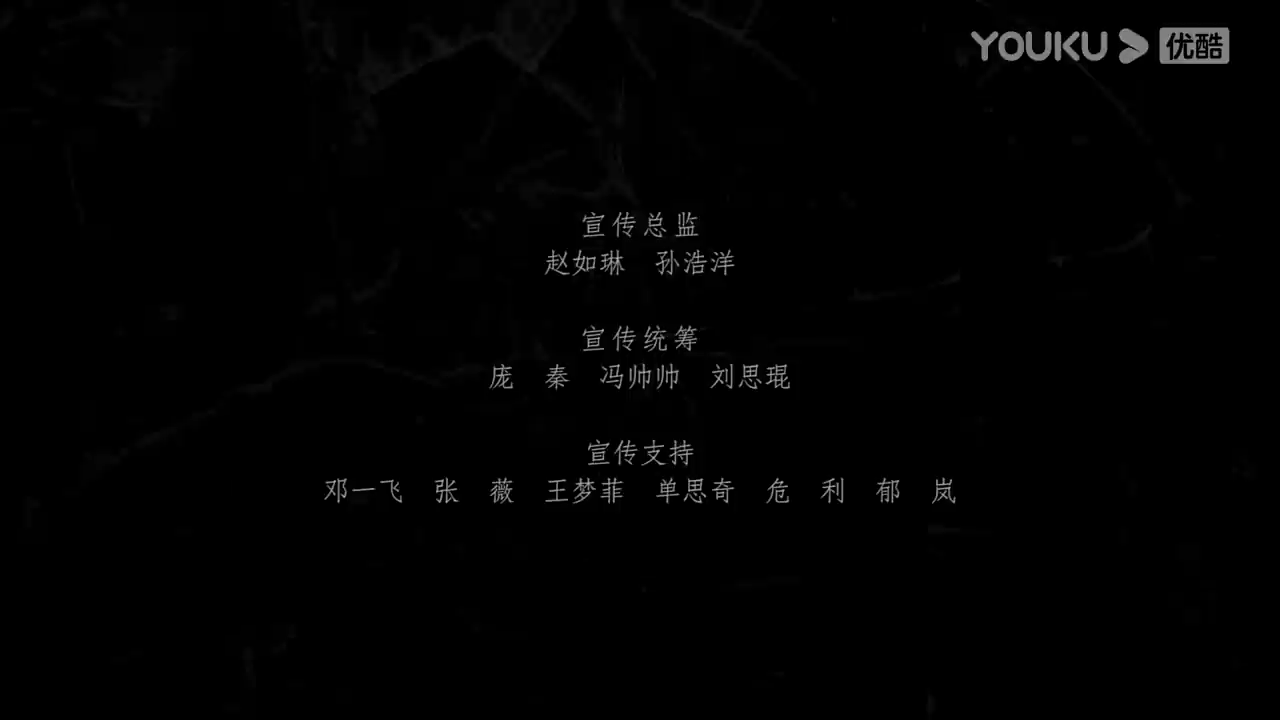 YOUKU 优酷
宣传总监
赵如琳 孙浩洋
宣传统筹
庞 秦 冯帅帅 刘思琨
宣传支持
邓一飞 张 薇 王梦菲 单思奇 危 利 郁 岚